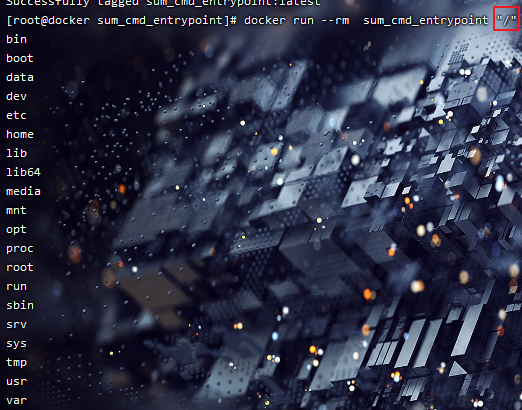 Successfully tagged sum_cmd_entrypoint:latest
[root@docker sum_cmd_entrypoint]# docker run --rm  sum_cmd_entrypoint "/"
bin
boot
data
dev
etc
home
lib
lib64
media
mnt
opt
proc
root
run
sbin
srv
sys
tmp
usr
var